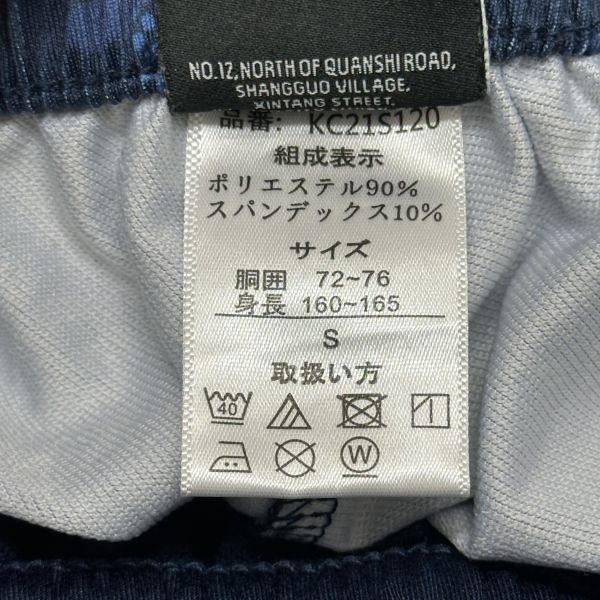 NO.12,NORTH OF QUANSHI ROAD,
SHANGGUO VILLAGE,
XINTANG STREET,
品番: KC21S120
組成表示
ポリエステル90%
スパンデックス10%
サイズ
胴囲 72~76
身長 160~165
S
取扱い方
40
W